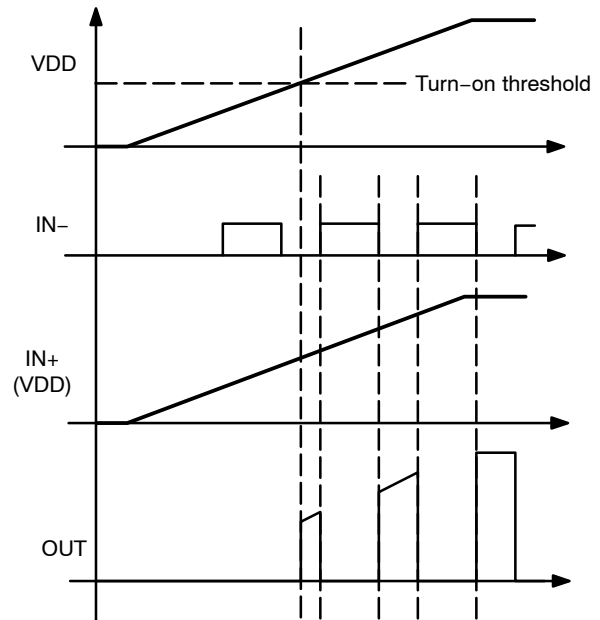 VDD
Turn−on threshold
IN−
IN+
(VDD)
OUT